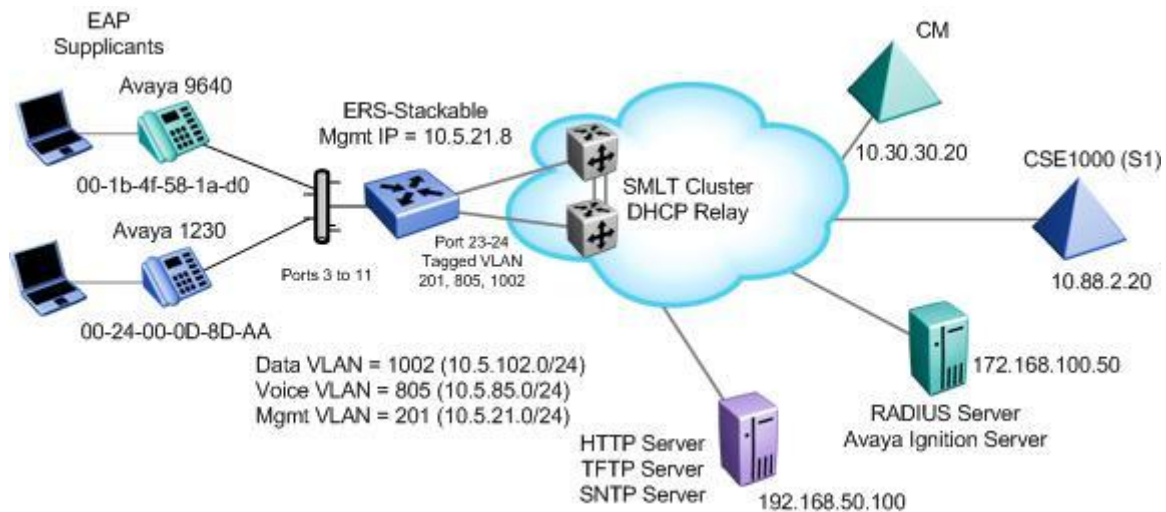 EAP
Supplicants
Avaya 9640
00-1b-4f-58-1a-d0
Avaya 1230
00-24-00-0D-8D-AA
Ports 3 to 11
ERS-Stackable
Mgmt IP = 10.5.21.8
Port 23-24
Tagged VLAN
201, 805, 1002
SMLT Cluster
DHCP Relay
CM
10.30.30.20
CSE1000 (S1)
10.88.2.20
172.168.100.50
RADIUS Server
Avaya Ignition Server
Data VLAN = 1002 (10.5.102.0/24)
Voice VLAN = 805 (10.5.85.0/24)
Mgmt VLAN = 201 (10.5.21.0/24)
HTTP Server
TFTP Server
SNTP Server
192.168.50.100